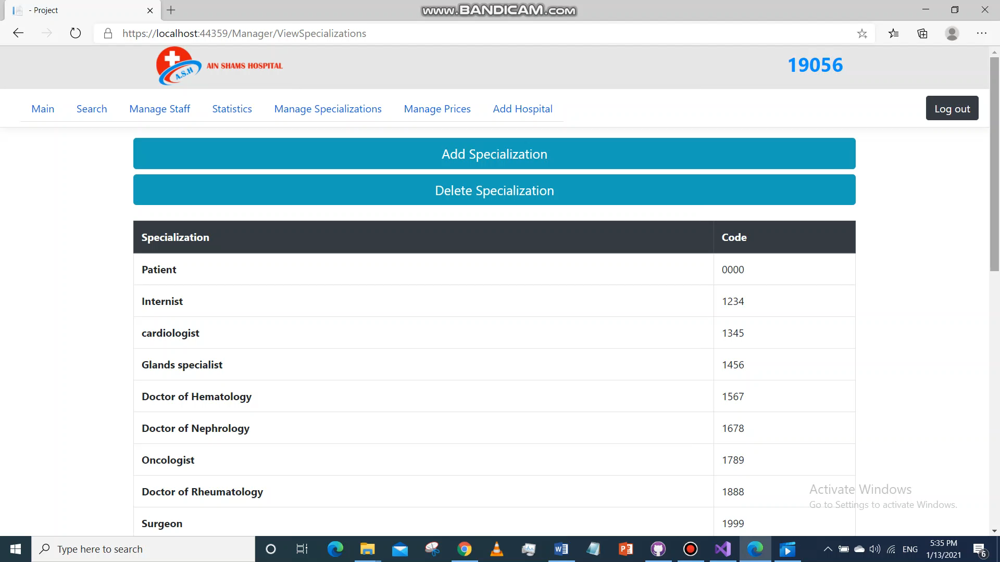 - Project
www.BANDICAM.com
https://localhost:44359/Manager/ViewSpecializations
A.S.H
AIN SHAMS HOSPITAL
19056
Main Search Manage Staff Statistics Manage Specializations Manage Prices Add Hospital Log out
Add Specialization
Delete Specialization
Specialization Code
Patient 0000
Internist 1234
cardiologist 1345
Glands specialist 1456
Doctor of Hematology 1567
Doctor of Nephrology 1678
Oncologist 1789
Doctor of Rheumatology 1888
Surgeon 1999
Activate Windows
Go to Settings to activate Windows.
Type here to search
ENG
5:35 PM
1/13/2021
6